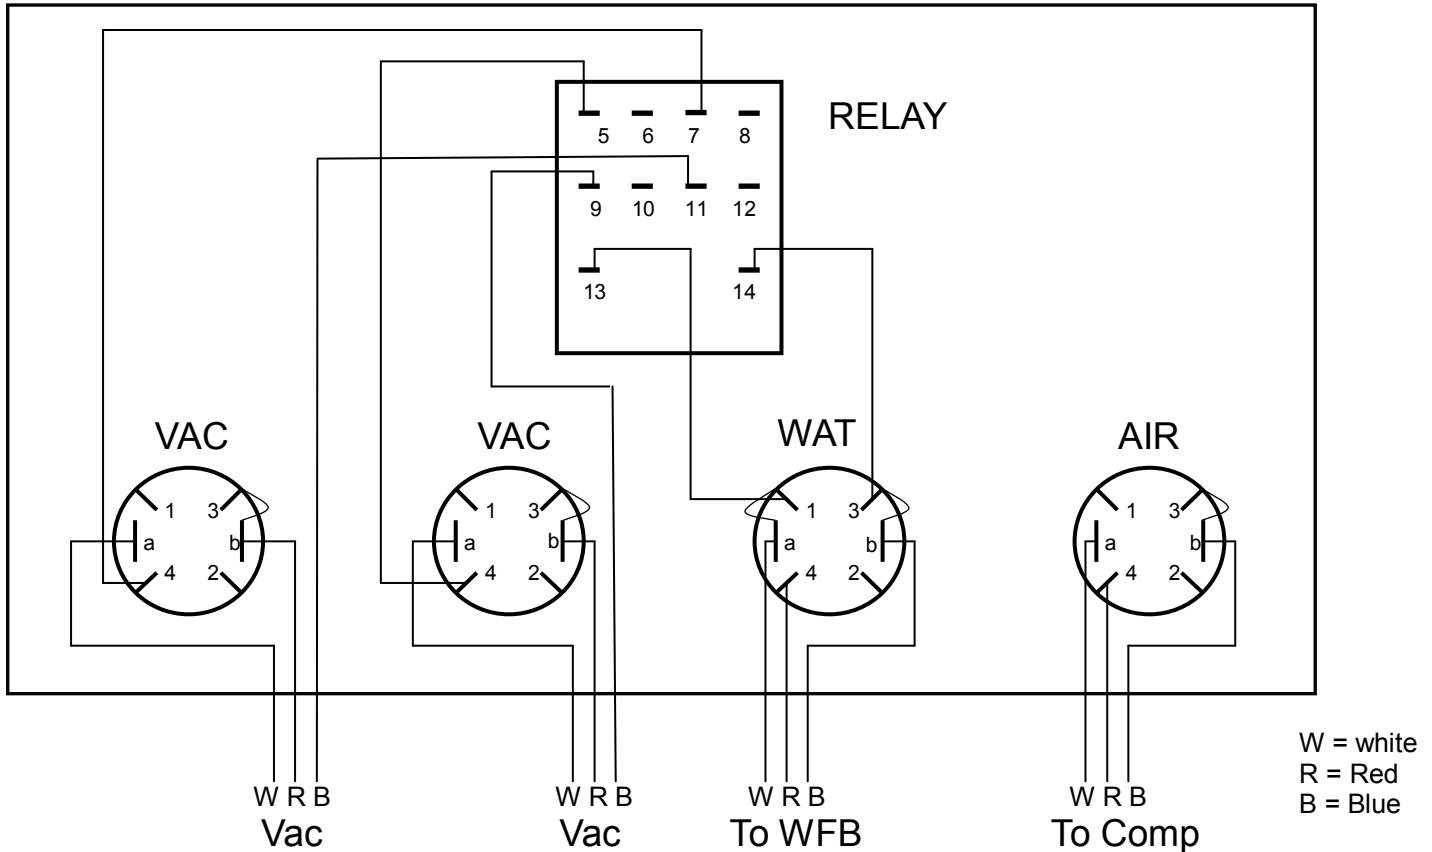 RELAY
5 6 7 8
9 10 11 12
13 14
VAC VAC WAT AIR
1 3 1 3 1 3 1 3
a b a b a b a b
4 2 4 2 4 2 4 2
W = white
R = Red
B = Blue
W R B W R B W R B W R B
Vac Vac To WFB To Comp